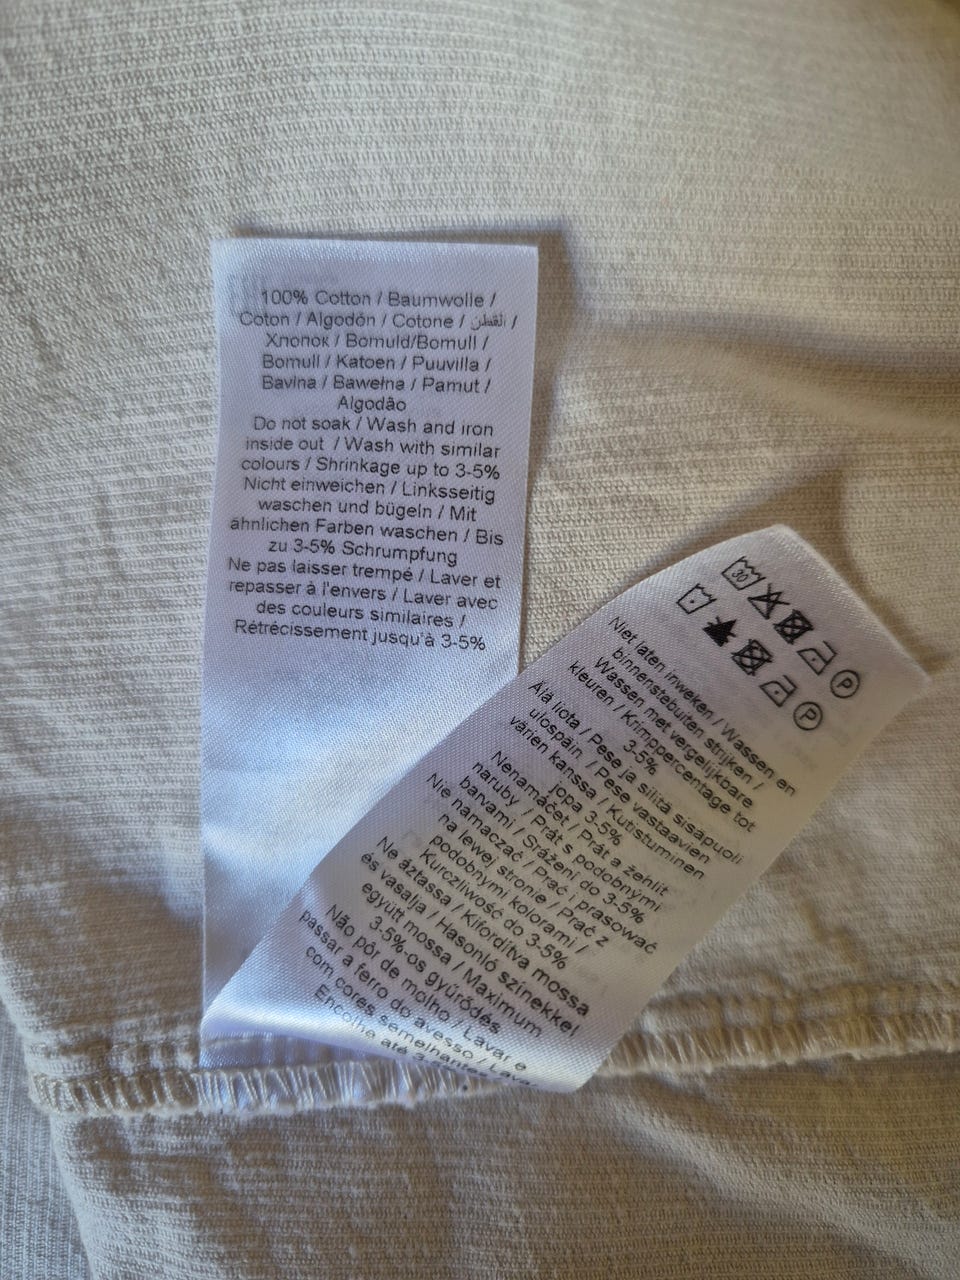 100% Cotton / Baumwolle /
Coton / Algodón / Cotone / القطن /
Хлопок / Bomuld/Bomull /
Bomull / Katoen / Puuvilla /
Bavlna / Bawełna / Pamut /
Algodão
Do not soak / Wash and iron
inside out / Wash with similar
colours / Shrinkage up to 3-5%
Nicht einweichen / Linksseitig
waschen und bügeln / Mit
ähnlichen Farben waschen / Bis
zu 3-5% Schrumpfung
Ne pas laisser trempé / Laver et
repasser à l'envers / Laver avec
des couleurs similaires /
Rétrécissement jusqu'à 3-5%
30
P
P
Niet laten inweken / Wassen en
binnenstebuiten strijken /
Wassen met vergelijkbare
kleuren / Krimppercentage tot
3-5%
Älä liota / Pese ja silitä sisäpuoli
ulospäin / Pese vastaavien
värien kanssa / Kutistuminen
jopa 3-5%
Nenamáčet / Prát a žehlit
naruby / Prát s podobnými
barvami / Srážení do 3-5%
Nie namaczać / Prać i prasować
na lewej stronie / Prać z
podobnymi kolorami /
Kurczliwość do 3-5%
Ne áztassa / Kifordítva mossa
és vasalja / Hasonló színekkel
együtt mossa / Maximum
3-5%-os gyűrődés
Não pôr de molho / Lavar e
passar a ferro do avesso / Lavar
com cores semelhantes /
Encolhe até